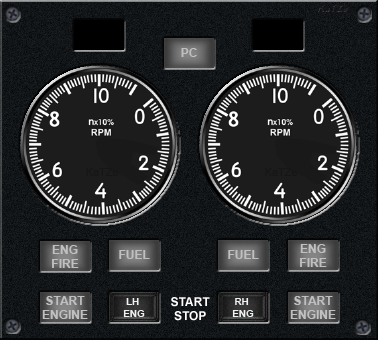 KaTZe
PC
10
8
0
nx10%
RPM
6
2
4
10
8
0
nx10%
RPM
6
2
4
ENG
FIRE
FUEL
FUEL
ENG
FIRE
START
ENGINE
LH
ENG
START
STOP
RH
ENG
START
ENGINE